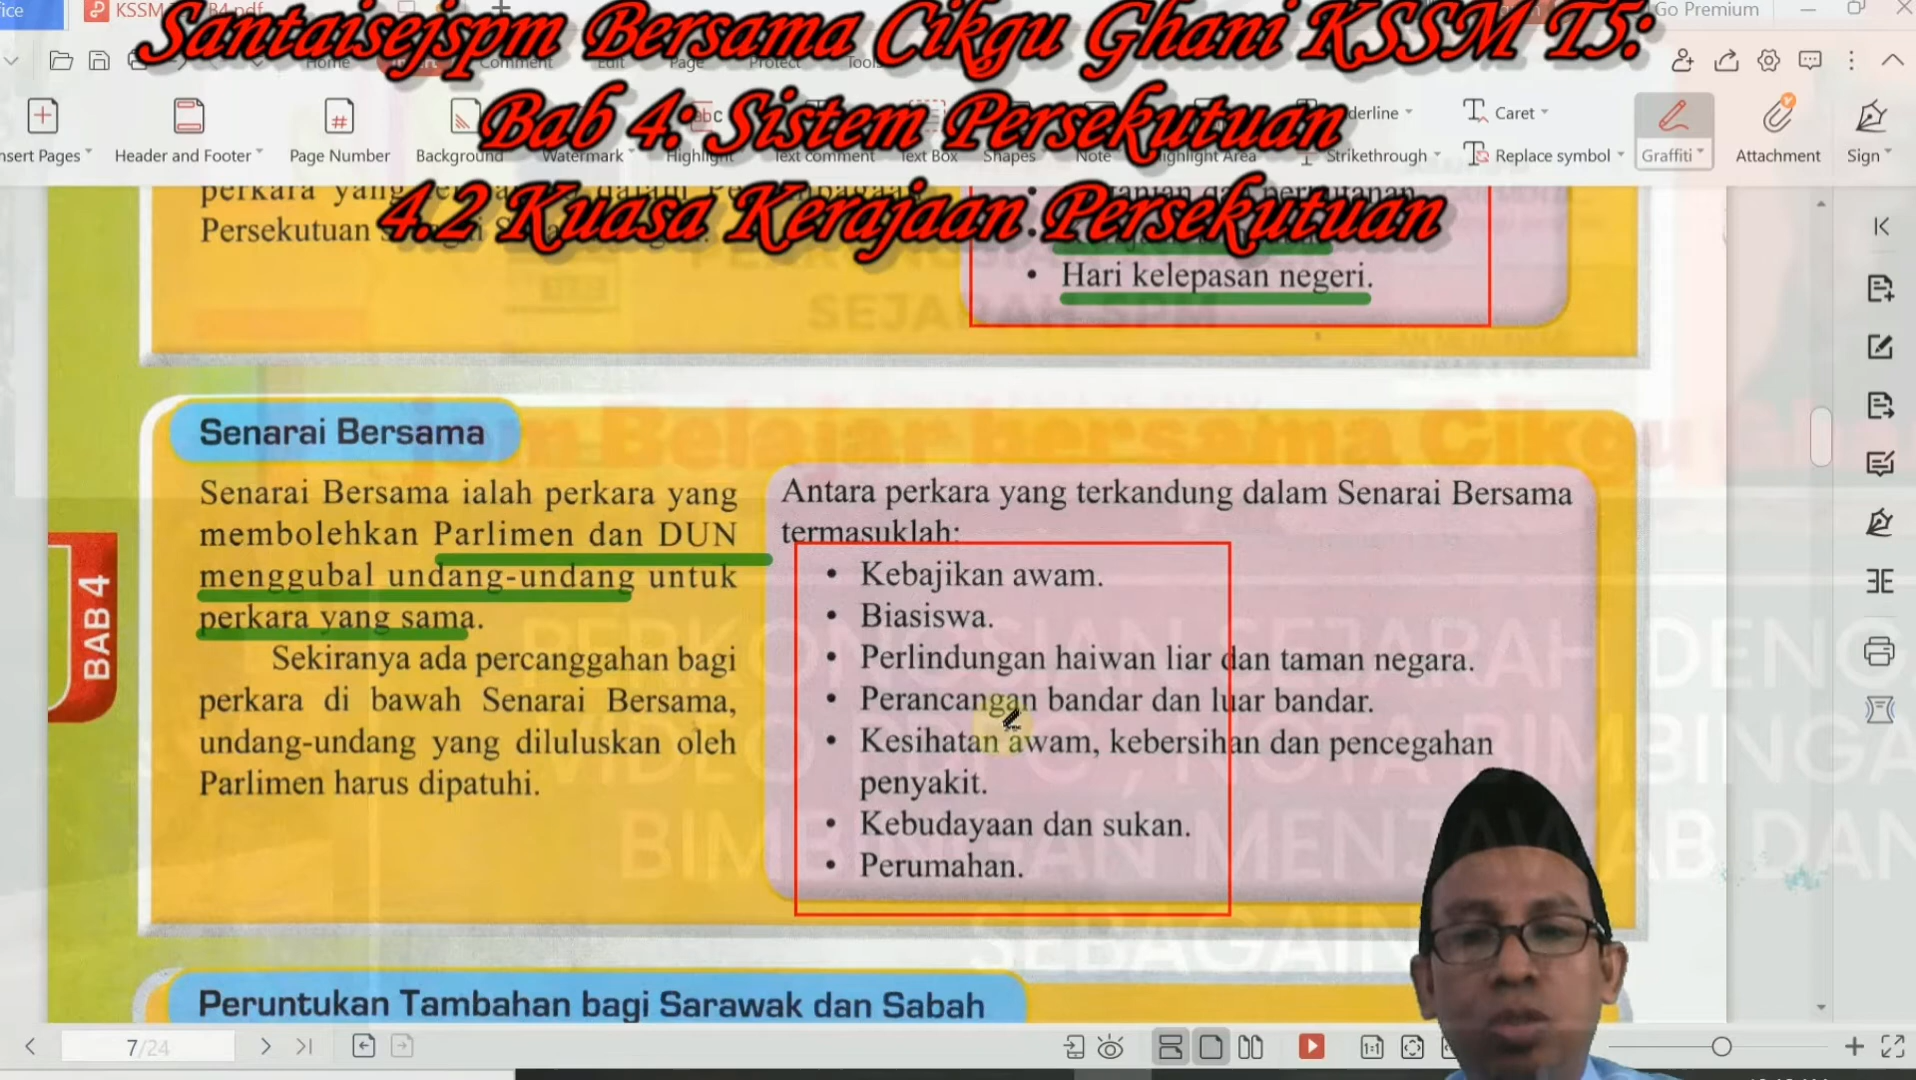 Santaisejspm Bersama Cikgu Ghani KSSM T5:
Bab 4: Sistem Persekutuan
4.2 Kuasa Kerajaan Persekutuan
KSSM
Go Premium
Home
Comment
Edit
Page
Protect
Header and Footer
Page Number
Background
Watermark
Highlight
Text comment
Text Box
Shapes
Note
Highlight Area
Strikethrough
Caret
Replace symbol
Graffiti
Attachment
Sign
perkara yang
Persekutuan
Hari kelepasan negeri.
Senarai Bersama
Senarai Bersama ialah perkara yang
membolehkan Parlimen dan DUN
menggubal undang-undang untuk
perkara yang sama.
Sekiranya ada percanggahan bagi
perkara di bawah Senarai Bersama,
undang-undang yang diluluskan oleh
Parlimen harus dipatuhi.
Antara perkara yang terkandung dalam Senarai Bersama
termasuklah:
• Kebajikan awam.
• Biasiswa.
• Perlindungan haiwan liar dan taman negara.
• Perancangan bandar dan luar bandar.
• Kesihatan awam, kebersihan dan pencegahan
penyakit.
• Kebudayaan dan sukan.
• Perumahan.
BAB 4
Peruntukan Tambahan bagi Sarawak dan Sabah
7/24